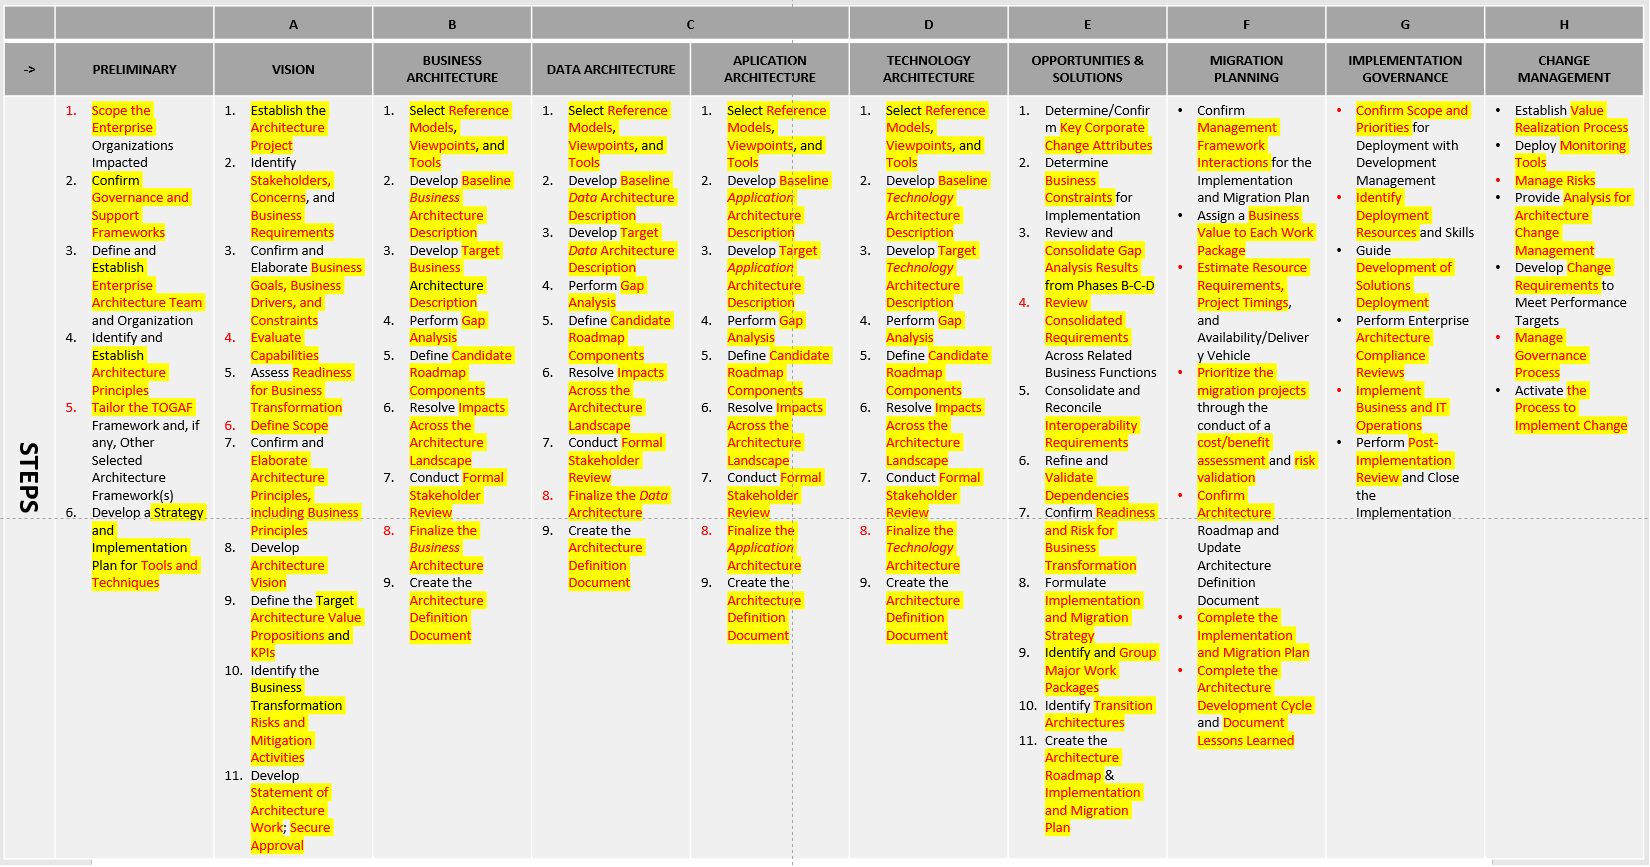 A
B
C
D
E
F
G
H
->
PRELIMINARY
VISION
BUSINESS
ARCHITECTURE
DATA ARCHITECTURE
APLICATION
ARCHITECTURE
TECHNOLOGY
ARCHITECTURE
OPPORTUNITIES &
SOLUTIONS
MIGRATION
PLANNING
IMPLEMENTATION
GOVERNANCE
CHANGE
MANAGEMENT
STEPS
1. Scope the
Enterprise
Organizations
Impacted
2. Confirm
Governance and
Support
Frameworks
3. Define and
Establish
Enterprise
Architecture Team
and Organization
4. Identify and
Establish
Architecture
Principles
5. Tailor the TOGAF
Framework and, if
any, Other
Selected
Architecture
Framework(s)
6. Develop a Strategy
and
Implementation
Plan for Tools and
Techniques
1. Establish the
Architecture
Project
2. Identify
Stakeholders,
Concerns, and
Business
Requirements
3. Confirm and
Elaborate Business
Goals, Business
Drivers, and
Constraints
4. Evaluate
Capabilities
5. Assess Readiness
for Business
Transformation
6. Define Scope
7. Confirm and
Elaborate
Architecture
Principles,
including Business
Principles
8. Develop
Architecture
Vision
9. Define the Target
Architecture Value
Propositions and
KPIs
10. Identify the
Business
Transformation
Risks and
Mitigation
Activities
11. Develop
Statement of
Architecture
Work; Secure
Approval
1. Select Reference
Models,
Viewpoints, and
Tools
2. Develop Baseline
Business
Architecture
Description
3. Develop Target
Business
Architecture
Description
4. Perform Gap
Analysis
5. Define Candidate
Roadmap
Components
6. Resolve Impacts
Across the
Architecture
Landscape
7. Conduct Formal
Stakeholder
Review
8. Finalize the
Business
Architecture
9. Create the
Architecture
Definition
Document
1. Select Reference
Models,
Viewpoints, and
Tools
2. Develop Baseline
Data Architecture
Description
3. Develop Target
Data Architecture
Description
4. Perform Gap
Analysis
5. Define Candidate
Roadmap
Components
6. Resolve Impacts
Across the
Architecture
Landscape
7. Conduct Formal
Stakeholder
Review
8. Finalize the Data
Architecture
9. Create the
Architecture
Definition
Document
1. Select Reference
Models,
Viewpoints, and
Tools
2. Develop Baseline
Application
Architecture
Description
3. Develop Target
Application
Architecture
Description
4. Perform Gap
Analysis
5. Define Candidate
Roadmap
Components
6. Resolve Impacts
Across the
Architecture
Landscape
7. Conduct Formal
Stakeholder
Review
8. Finalize the
Application
Architecture
9. Create the
Architecture
Definition
Document
1. Select Reference
Models,
Viewpoints, and
Tools
2. Develop Baseline
Technology
Architecture
Description
3. Develop Target
Technology
Architecture
Description
4. Perform Gap
Analysis
5. Define Candidate
Roadmap
Components
6. Resolve Impacts
Across the
Architecture
Landscape
7. Conduct Formal
Stakeholder
Review
8. Finalize the
Technology
Architecture
9. Create the
Architecture
Definition
Document
1. Determine/Confir
m Key Corporate
Change Attributes
2. Determine
Business
Constraints for
Implementation
3. Review and
Consolidate Gap
Analysis Results
from Phases B-C-D
4. Review
Consolidated
Requirements
Across Related
Business Functions
5. Consolidate and
Reconcile
Interoperability
Requirements
6. Refine and
Validate
Dependencies
7. Confirm Readiness
and Risk for
Business
Transformation
8. Formulate
Implementation
and Migration
Strategy
9. Identify and Group
Major Work
Packages
10. Identify Transition
Architectures
11. Create the
Architecture
Roadmap &
Implementation
and Migration
Plan
• Confirm
Management
Framework
Interactions for the
Implementation
and Migration Plan
• Assign a Business
Value to Each Work
Package
• Estimate Resource
Requirements,
Project Timings,
and
Availability/Deliver
y Vehicle
• Prioritize the
migration projects
through the
conduct of a
cost/benefit
assessment and risk
validation
• Confirm
Architecture
Roadmap and
Update
Architecture
Definition
Document
• Complete the
Implementation
and Migration Plan
• Complete the
Architecture
Development Cycle
and Document
Lessons Learned
• Confirm Scope and
Priorities for
Deployment with
Development
Management
• Identify
Deployment
Resources and Skills
• Guide
Development of
Solutions
Deployment
• Perform Enterprise
Architecture
Compliance
Reviews
• Implement
Business and IT
Operations
• Perform Post-
Implementation
Review and Close
the
Implementation
• Establish Value
Realization Process
• Deploy Monitoring
Tools
• Manage Risks
• Provide Analysis for
Architecture
Change
Management
• Develop Change
Requirements to
Meet Performance
Targets
• Manage
Governance
Process
• Activate the
Process to
Implement Change